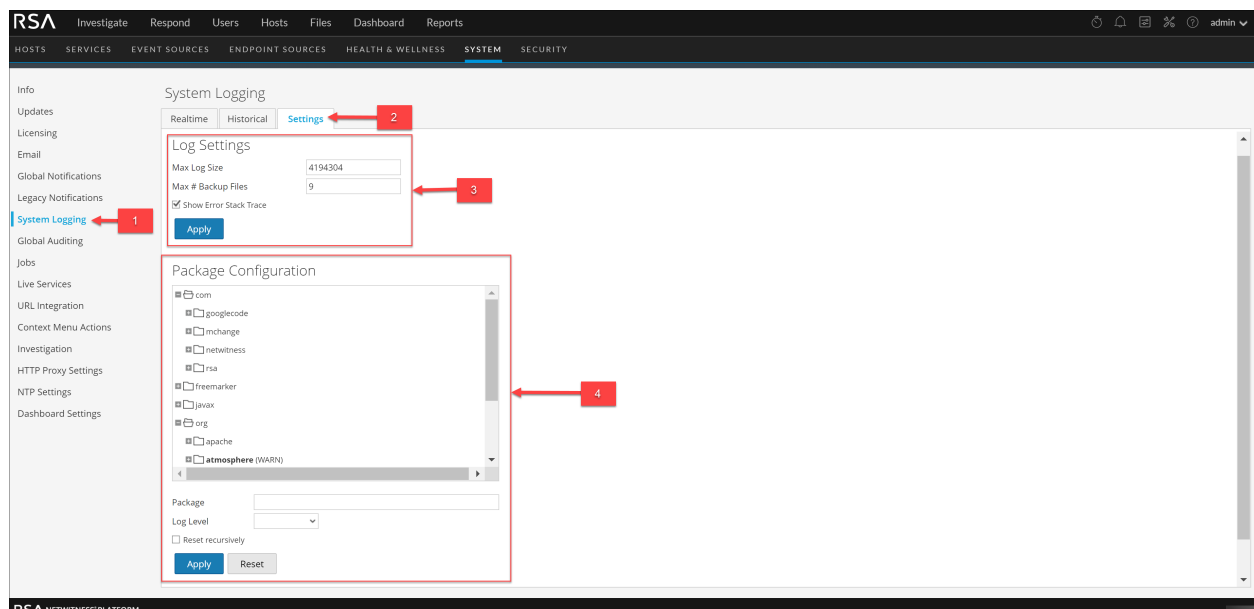 RSA Investigate Respond Users Hosts Files Dashboard Reports admin
HOSTS SERVICES EVENT SOURCES ENDPOINT SOURCES HEALTH & WELLNESS SYSTEM SECURITY
Info
Updates
Licensing
Email
Global Notifications
Legacy Notifications
System Logging
1
Global Auditing
Jobs
Live Services
URL Integration
Context Menu Actions
Investigation
HTTP Proxy Settings
NTP Settings
Dashboard Settings
System Logging
Realtime Historical Settings
2
Log Settings
Max Log Size 4194304
Max # Backup Files 9
Show Error Stack Trace
Apply
3
Package Configuration
com
googlecode
mchange
netwitness
rsa
freemarker
javax
org
apache
atmosphere (WARN)
4
Package
Log Level
Reset recursively
Apply Reset
RSA NETWITNESS PLATFORM